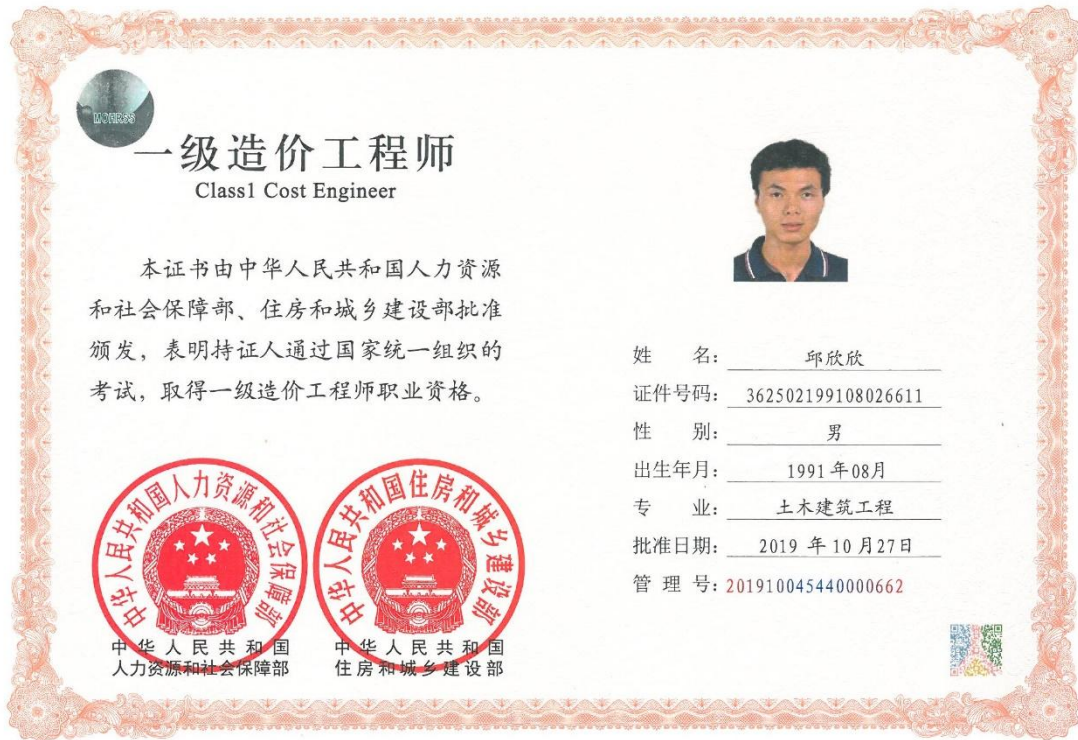 MOHRSS
一级造价工程师
Class1 Cost Engineer
本证书由中华人民共和国人力资源
和社会保障部、住房和城乡建设部批准
颁发，表明持证人通过国家统一组织的
考试，取得一级造价工程师职业资格。
中华人民共和国人力资源和社会保障部
中华人民共和国住房和城乡建设部
中华人民共和国
人力资源和社会保障部
中华人民共和国
住房和城乡建设部
姓 名： 邱欣欣
证件号码： 362502199108026611
性 别： 男
出生年月： 1991年08月
专 业： 土木建筑工程
批准日期： 2019 年 10 月27日
管 理 号：201910045440000662